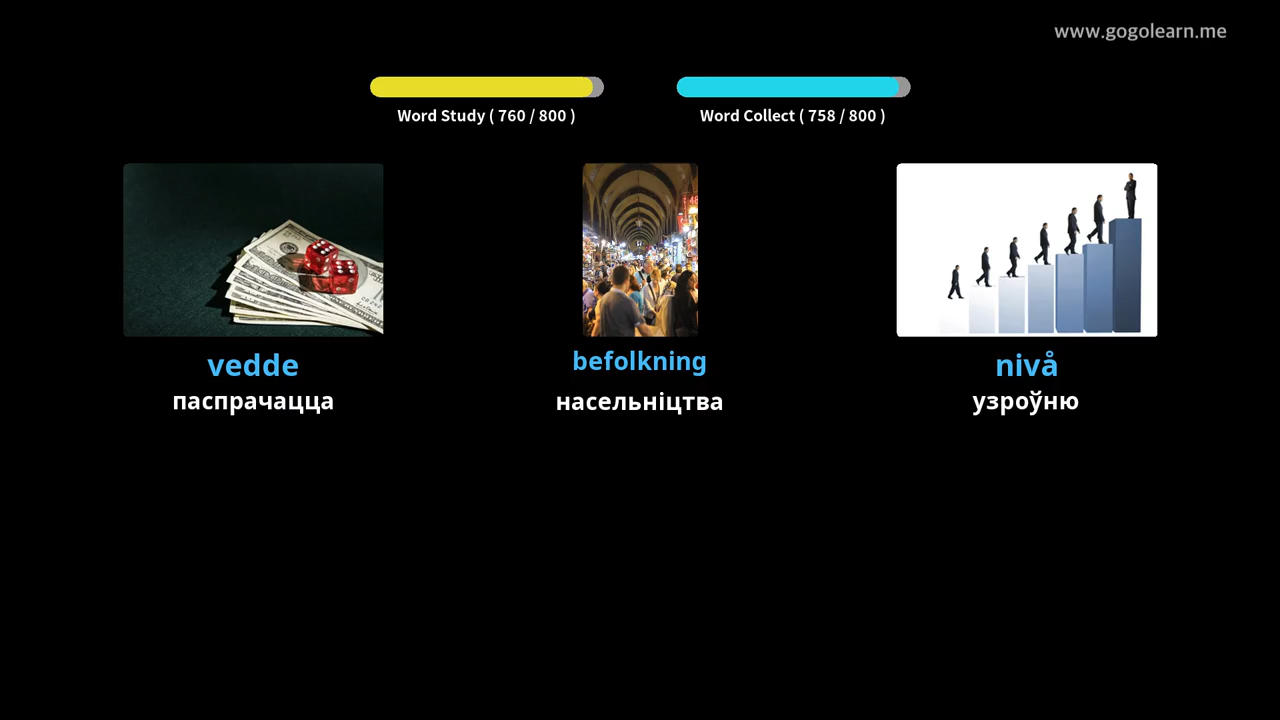 www.gogolearn.me
Word Study ( 760 / 800 )
Word Collect ( 758 / 800 )
vedde
befolkning
nivå
паспрачацца
насельніцтва
узроўню